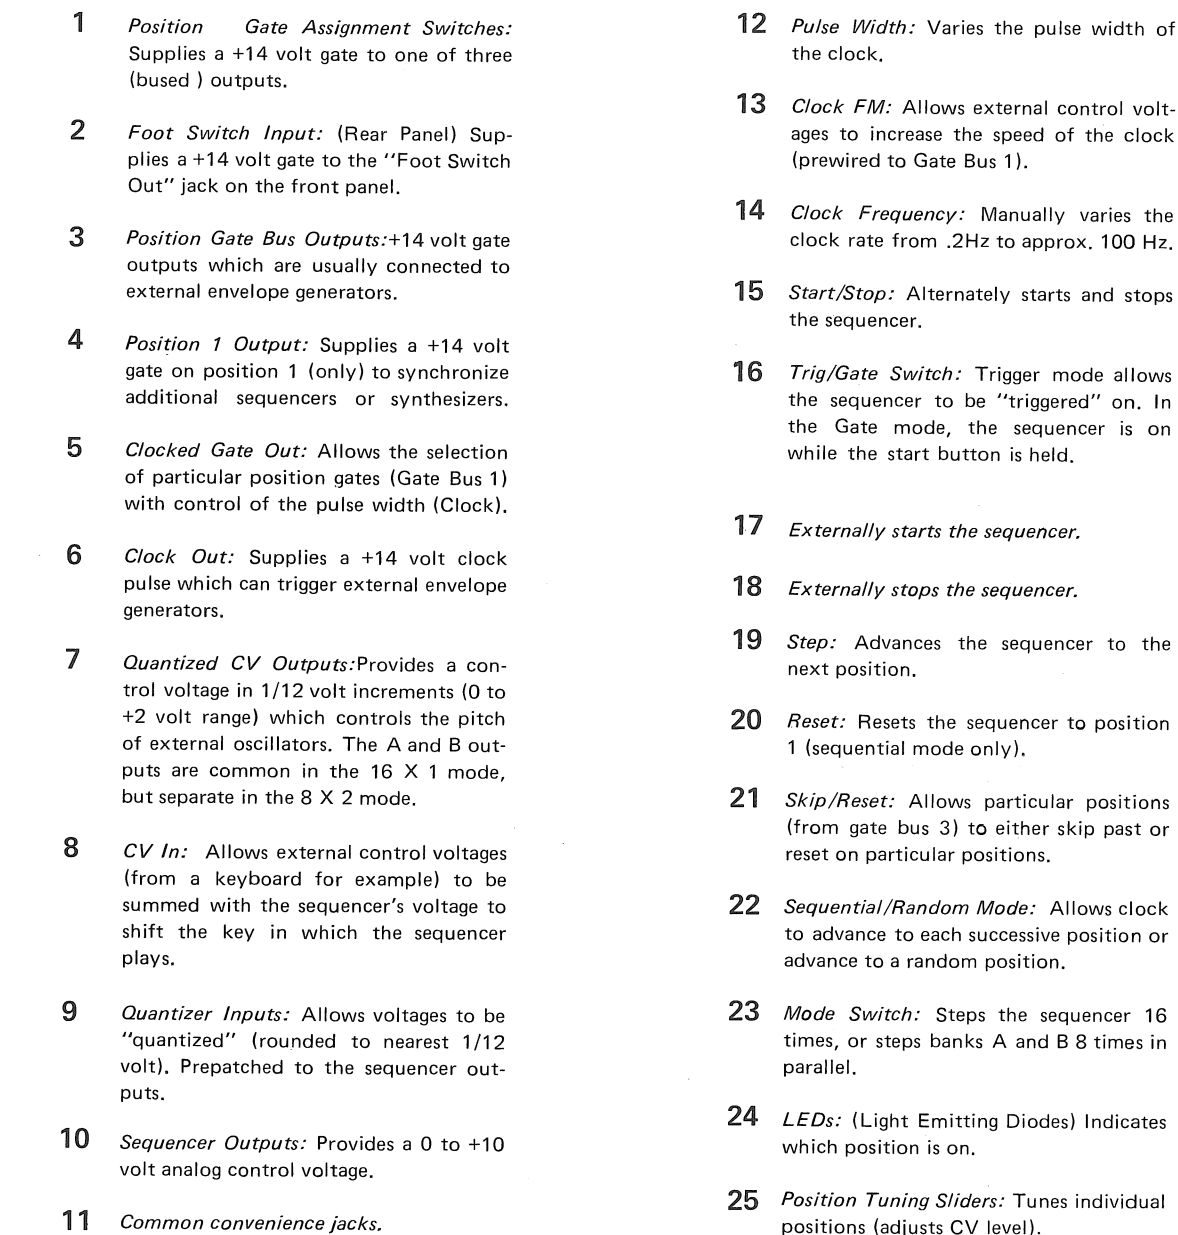 1 Position Gate Assignment Switches:
Supplies a +14 volt gate to one of three
(bused ) outputs.
2 Foot Switch Input: (Rear Panel) Sup-
plies a +14 volt gate to the "Foot Switch
Out" jack on the front panel.
3 Position Gate Bus Outputs:+14 volt gate
outputs which are usually connected to
external envelope generators.
4 Position 1 Output: Supplies a +14 volt
gate on position 1 (only) to synchronize
additional sequencers or synthesizers.
5 Clocked Gate Out: Allows the selection
of particular position gates (Gate Bus 1)
with control of the pulse width (Clock).
6 Clock Out: Supplies a +14 volt clock
pulse which can trigger external envelope
generators.
7 Quantized CV Outputs:Provides a con-
trol voltage in 1/12 volt increments (0 to
+2 volt range) which controls the pitch
of external oscillators. The A and B out-
puts are common in the 16 X 1 mode,
but separate in the 8 X 2 mode.
8 CV In: Allows external control voltages
(from a keyboard for example) to be
summed with the sequencer's voltage to
shift the key in which the sequencer
plays.
9 Quantizer Inputs: Allows voltages to be
"quantized" (rounded to nearest 1/12
volt). Prepatched to the sequencer out-
puts.
10 Sequencer Outputs: Provides a 0 to +10
volt analog control voltage.
11 Common convenience jacks.
12 Pulse Width: Varies the pulse width of
the clock.
13 Clock FM: Allows external control volt-
ages to increase the speed of the clock
(prewired to Gate Bus 1).
14 Clock Frequency: Manually varies the
clock rate from .2Hz to approx. 100 Hz.
15 Start/Stop: Alternately starts and stops
the sequencer.
16 Trig/Gate Switch: Trigger mode allows
the sequencer to be "triggered" on. In
the Gate mode, the sequencer is on
while the start button is held.
17 Externally starts the sequencer.
18 Externally stops the sequencer.
19 Step: Advances the sequencer to the
next position.
20 Reset: Resets the sequencer to position
1 (sequential mode only).
21 Skip/Reset: Allows particular positions
(from gate bus 3) to either skip past or
reset on particular positions.
22 Sequential/Random Mode: Allows clock
to advance to each successive position or
advance to a random position.
23 Mode Switch: Steps the sequencer 16
times, or steps banks A and B 8 times in
parallel.
24 LEDs: (Light Emitting Diodes) Indicates
which position is on.
25 Position Tuning Sliders: Tunes individual
positions (adjusts CV level).